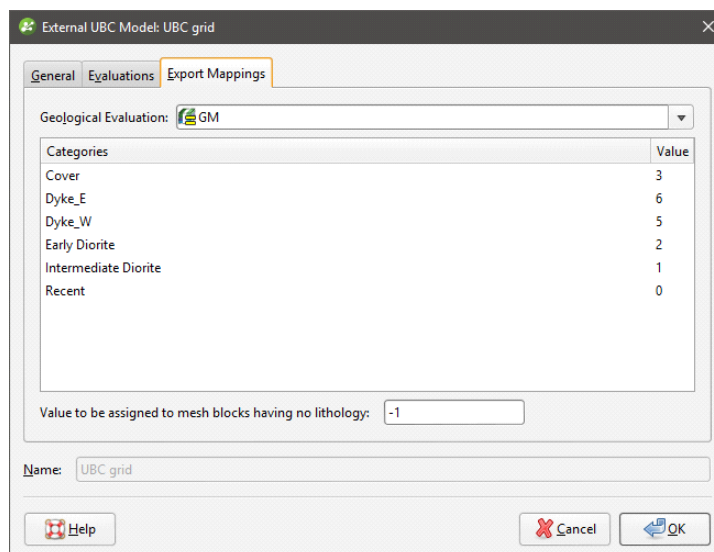 External UBC Model: UBC grid
General Evaluations Export Mappings
Geological Evaluation: GM
Categories Value
Cover 3
Dyke_E 6
Dyke_W 5
Early Diorite 2
Intermediate Diorite 1
Recent 0
Value to be assigned to mesh blocks having no lithology: -1
Name: UBC grid
Help Cancel OK